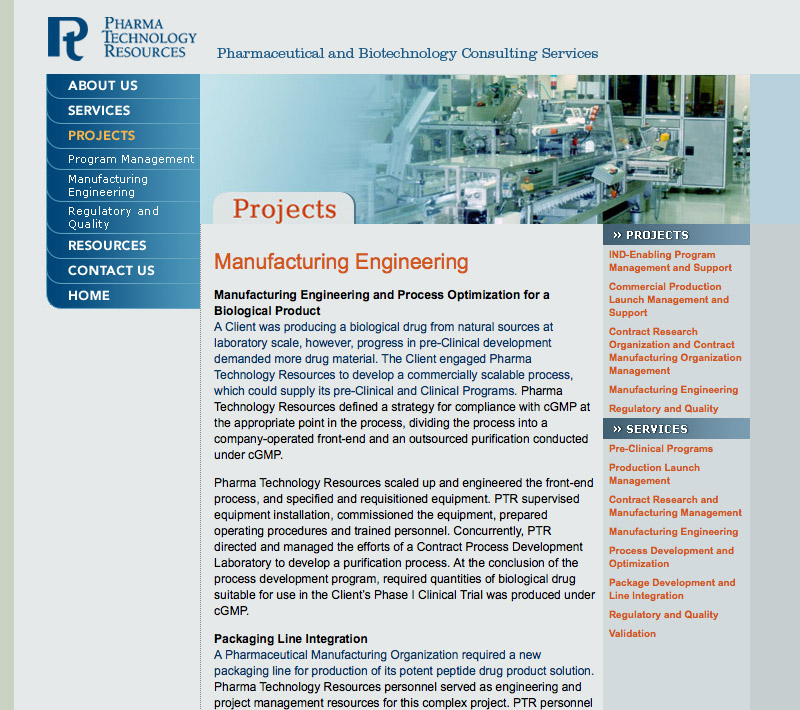 PHARMA
TECHNOLOGY
RESOURCES
Pharmaceutical and Biotechnology Consulting Services
ABOUT US
SERVICES
PROJECTS
Program Management
Manufacturing
Engineering
Regulatory and
Quality
RESOURCES
CONTACT US
HOME
Projects
Manufacturing Engineering
Manufacturing Engineering and Process Optimization for a
Biological Product
A Client was producing a biological drug from natural sources at
laboratory scale, however, progress in pre-Clinical development
demanded more drug material. The Client engaged Pharma
Technology Resources to develop a commercially scalable process,
which could supply its pre-Clinical and Clinical Programs. Pharma
Technology Resources defined a strategy for compliance with cGMP at
the appropriate point in the process, dividing the process into a
company-operated front-end and an outsourced purification conducted
under cGMP.
Pharma Technology Resources scaled up and engineered the front-end
process, and specified and requisitioned equipment. PTR supervised
equipment installation, commissioned the equipment, prepared
operating procedures and trained personnel. Concurrently, PTR
directed and managed the efforts of a Contract Process Development
Laboratory to develop a purification process. At the conclusion of the
process development program, required quantities of biological drug
suitable for use in the Client's Phase I Clinical Trial was produced under
cGMP.
Packaging Line Integration
A Pharmaceutical Manufacturing Organization required a new
packaging line for production of its potent peptide drug product solution.
Pharma Technology Resources personnel served as engineering and
project management resources for this complex project. PTR personnel
» PROJECTS
IND-Enabling Program
Management and Support
Commercial Production
Launch Management and
Support
Contract Research
Organization and Contract
Manufacturing Organization
Management
Manufacturing Engineering
Regulatory and Quality
» SERVICES
Pre-Clinical Programs
Production Launch
Management
Contract Research and
Manufacturing Management
Manufacturing Engineering
Process Development and
Optimization
Package Development and
Line Integration
Regulatory and Quality
Validation